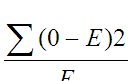 ∑(0 – E)2
E